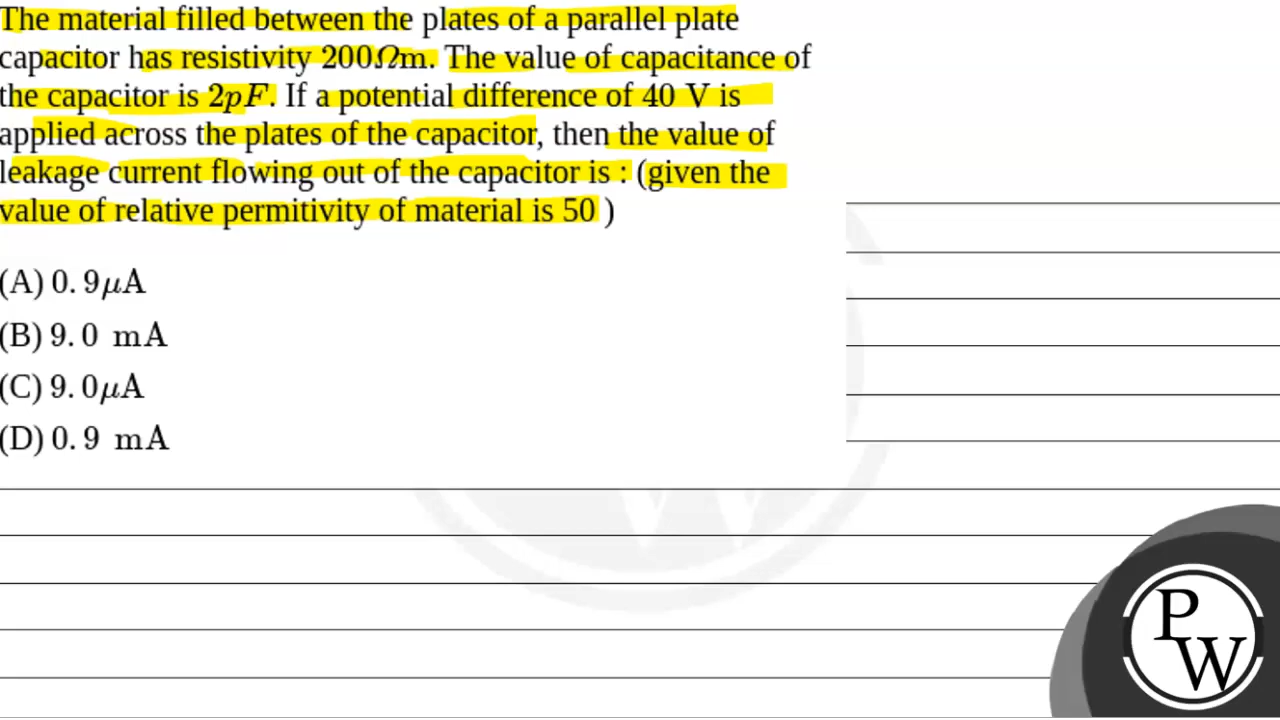 The material filled between the plates of a parallel plate
capacitor has resistivity 200Ωm. The value of capacitance of
the capacitor is 2pF. If a potential difference of 40 V is
applied across the plates of the capacitor, then the value of
leakage current flowing out of the capacitor is : (given the
value of relative permitivity of material is 50 )
(A) 0. 9μA
(B) 9. 0 mA
(C) 9. 0μA
(D) 0. 9 mA
P
W